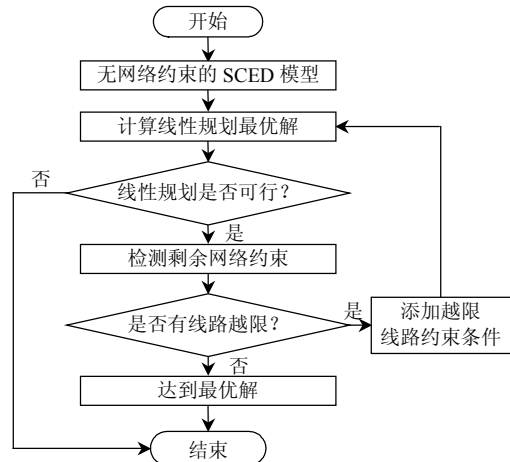 开始
无网络约束的 SCED 模型
计算线性规划最优解
否
线性规划是否可行？
是
检测剩余网络约束
是否有线路越限？
是
添加越限
线路约束条件
否
达到最优解
结束